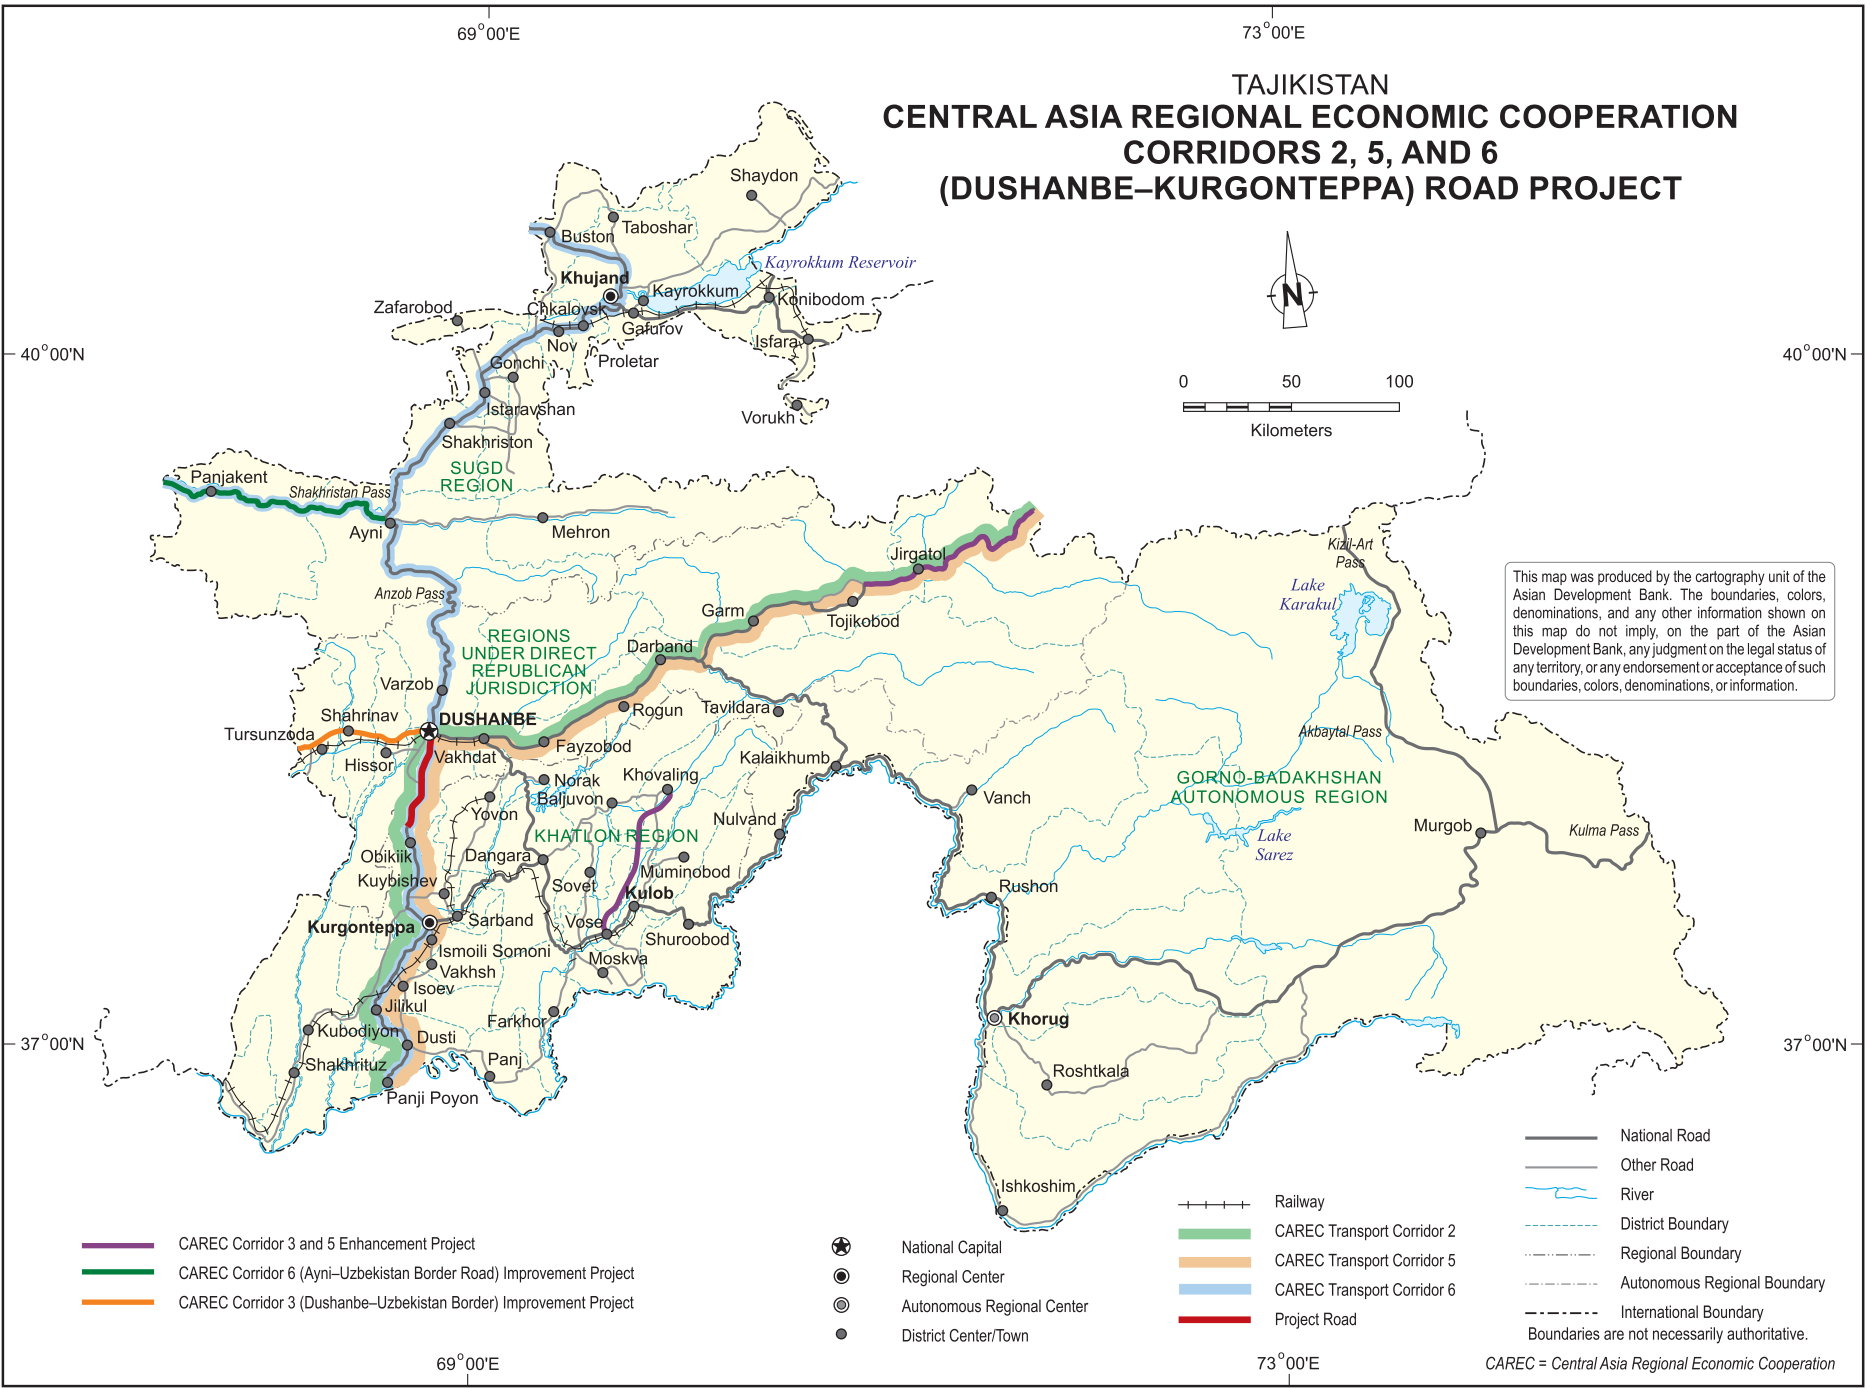 69°00'E
73°00'E
TAJIKISTAN
CENTRAL ASIA REGIONAL ECONOMIC COOPERATION
CORRIDORS 2, 5, AND 6
(DUSHANBE–KURGONTEPPA) ROAD PROJECT
Shaydon
Taboshar
Buston
Kayrokkum Reservoir
Khujand
Kayrokkum
Konibodom
Zafarobod
Chkalovsk
Gafurov
Isfara
Nov
Proletar
N
40°00'N
40°00'N
Gonchi
0 50 100
Kilometers
Istaravshan
Vorukh
Shakhriston
SUGD
REGION
Panjakent
Shakhristan Pass
Ayni
Mehron
Jirgatol
Kizil-Art
Pass
Anzob Pass
Lake
Karakul
Garm
Tojikobod
This map was produced by the cartography unit of the
Asian Development Bank. The boundaries, colors,
denominations, and any other information shown on
this map do not imply, on the part of the Asian
Development Bank, any judgment on the legal status of
any territory, or any endorsement or acceptance of such
boundaries, colors, denominations, or information.
REGIONS
UNDER DIRECT
REPUBLICAN
JURISDICTION
Darband
Varzob
Rogun
Tavildara
Shahrinav
DUSHANBE
Tursunzoda
Akbaytal Pass
Hissor
Vakhdat
Fayzobod
Kalaikhumb
Norak
Khovaling
Baljuvon
GORNO-BADAKHSHAN
AUTONOMOUS REGION
Vanch
Yovon
Nulvand
KHATLON REGION
Murgob
Kulma Pass
Lake
Sarez
Obikiik
Dangara
Muminobod
Kuybishev
Sovet
Kulob
Rushon
Kurgonteppa
Sarband
Vose
Shuroobod
Ismoili Somoni
Moskva
Vakhsh
Isoev
Jilikul
Khorug
Farkhor
Kubodiyon
Dusti
37°00'N
37°00'N
Shakhrituz
Panj
Roshtkala
Panji Poyon
Ishkoshim
CAREC Corridor 3 and 5 Enhancement Project
CAREC Corridor 6 (Ayni–Uzbekistan Border Road) Improvement Project
CAREC Corridor 3 (Dushanbe–Uzbekistan Border) Improvement Project
National Capital
Regional Center
Autonomous Regional Center
District Center/Town
Railway
CAREC Transport Corridor 2
CAREC Transport Corridor 5
CAREC Transport Corridor 6
Project Road
National Road
Other Road
River
District Boundary
Regional Boundary
Autonomous Regional Boundary
International Boundary
Boundaries are not necessarily authoritative.
CAREC = Central Asia Regional Economic Cooperation
69°00'E
73°00'E